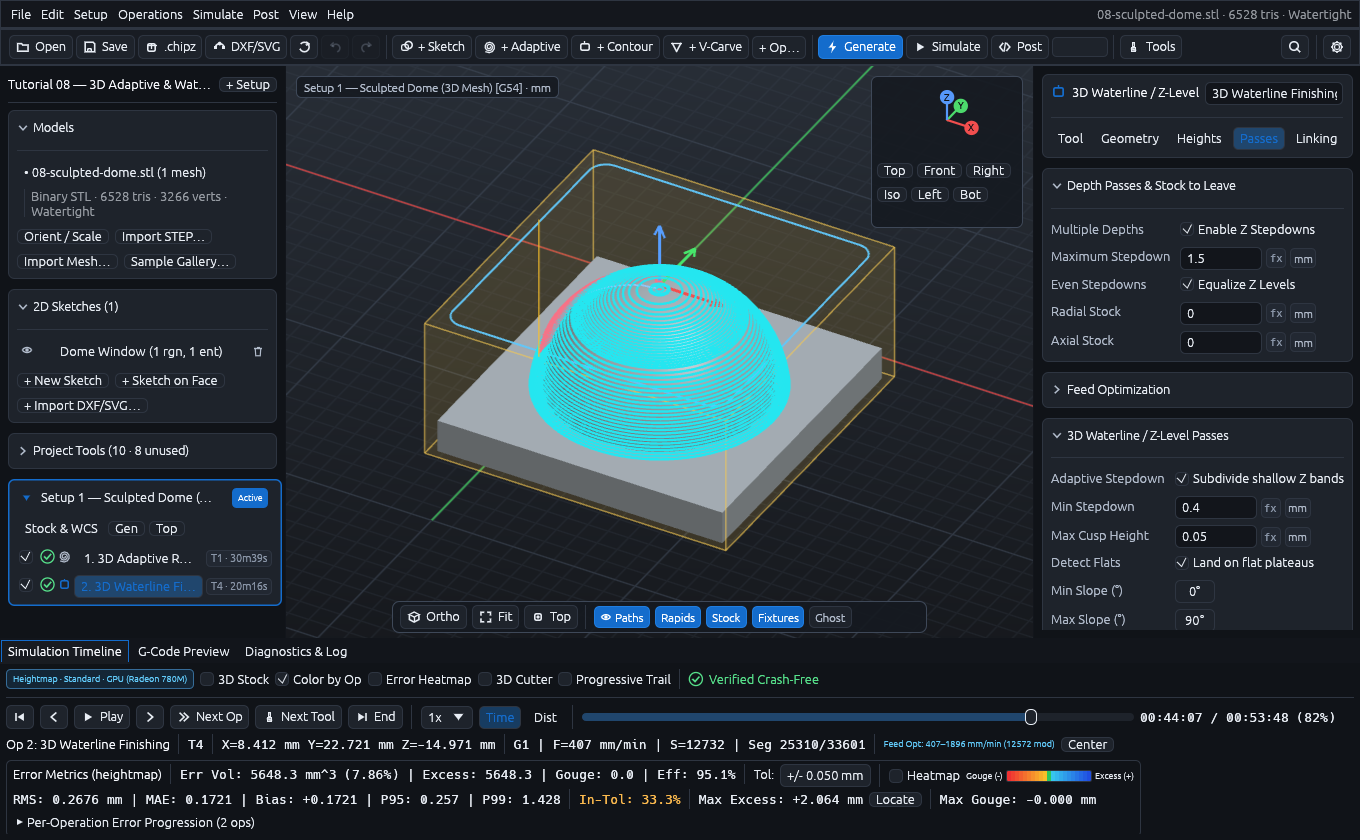 File Edit Setup Operations Simulate Post View Help
08-sculpted-dome.stl · 6528 tris · Watertight
Open Save .chipz DXF/SVG + Sketch + Adaptive + Contour + V-Carve + Op... Generate Simulate Post Tools
Tutorial 08 — 3D Adaptive & Wat... + Setup
Models
• 08-sculpted-dome.stl (1 mesh)
Binary STL · 6528 tris · 3266 verts ·
Watertight
Orient / Scale Import STEP...
Import Mesh... Sample Gallery...
2D Sketches (1)
Dome Window (1 rgn, 1 ent)
+ New Sketch + Sketch on Face
+ Import DXF/SVG...
Project Tools (10 · 8 unused)
Setup 1 — Sculpted Dome (... Active
Stock & WCS Gen Top
1. 3D Adaptive R... T1 · 30m39s
2. 3D Waterline Fi... T4 · 20m16s
Setup 1 — Sculpted Dome (3D Mesh) [G54] · mm
Z Y X
Top Front Right
Iso Left Bot
Ortho Fit Top Paths Rapids Stock Fixtures Ghost
3D Waterline / Z-Level 3D Waterline Finishing
Tool Geometry Heights Passes Linking
Depth Passes & Stock to Leave
Multiple Depths Enable Z Stepdowns
Maximum Stepdown 1.5 fx mm
Even Stepdowns Equalize Z Levels
Radial Stock 0 fx mm
Axial Stock 0 fx mm
Feed Optimization
3D Waterline / Z-Level Passes
Adaptive Stepdown Subdivide shallow Z bands
Min Stepdown 0.4 fx mm
Max Cusp Height 0.05 fx mm
Detect Flats Land on flat plateaus
Min Slope (°) 0°
Max Slope (°) 90°
Simulation Timeline G-Code Preview Diagnostics & Log
Heightmap · Standard · GPU (Radeon 780M) 3D Stock Color by Op Error Heatmap 3D Cutter Progressive Trail Verified Crash-Free
Play Next Op Next Tool End 1x Time Dist 00:44:07 / 00:53:48 (82%)
Op 2: 3D Waterline Finishing T4 X=8.412 mm Y=22.721 mm Z=-14.971 mm G1 | F=407 mm/min | S=12732 | Seg 25310/33601 Feed Opt: 407–1896 mm/min (12572 mod) Center
Error Metrics (heightmap) Err Vol: 5648.3 mm^3 (7.86%) | Excess: 5648.3 | Gouge: 0.0 | Eff: 95.1% Tol: +/- 0.050 mm Heatmap Gouge (-) Excess (+)
RMS: 0.2676 mm | MAE: 0.1721 | Bias: +0.1721 | P95: 0.257 | P99: 1.428 In-Tol: 33.3% Max Excess: +2.064 mm Locate Max Gouge: -0.000 mm
Per-Operation Error Progression (2 ops)